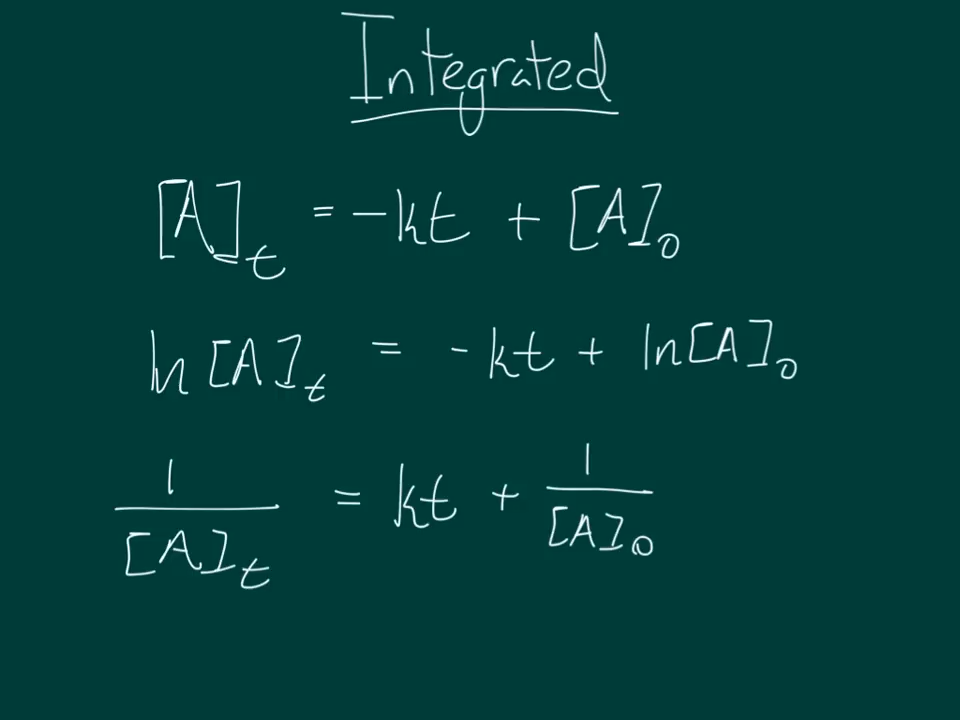 Integrated
[A]t = -kt + [A]0
ln[A]t = -kt + ln[A]0
1/[A]t = kt + 1/[A]0